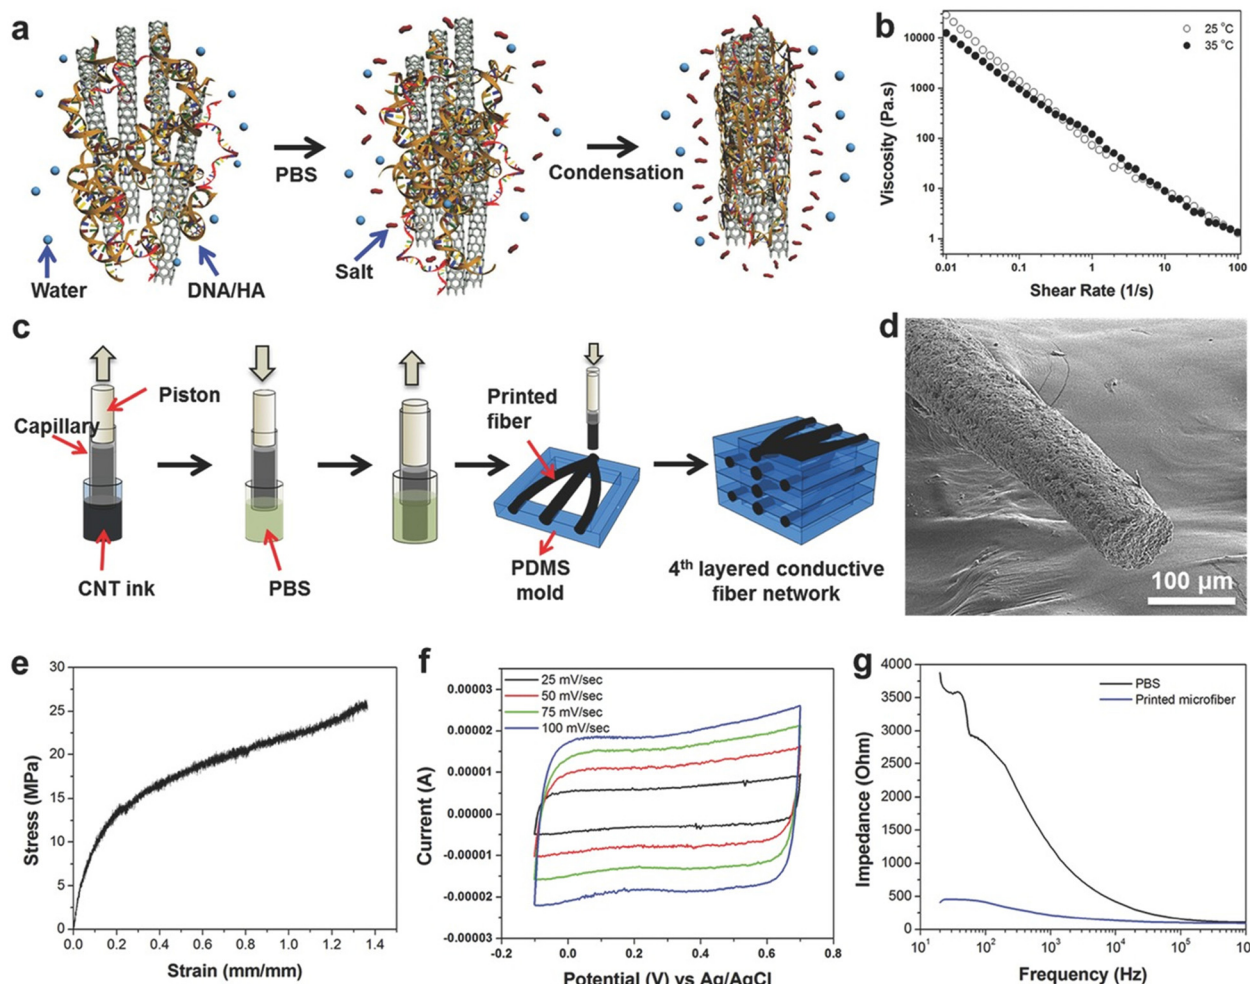 a
PBS
Condensation
Water
DNA/HA
Salt
b
25 °C
35 °C
Viscosity (Pa.s)
10000
1000
100
10
1
0.01
0.1
1
10
100
Shear Rate (1/s)
c
Piston
Capillary
CNT ink
PBS
Printed
fiber
PDMS
mold
4th layered conductive
fiber network
d
100 µm
e
Stress (MPa)
30
25
20
15
10
5
0
0.0
0.2
0.4
0.6
0.8
1.0
1.2
1.4
Strain (mm/mm)
f
25 mV/sec
50 mV/sec
75 mV/sec
100 mV/sec
Current (A)
0.00003
0.00002
0.00001
0.00000
-0.00001
-0.00002
-0.00003
-0.2
0.0
0.2
0.4
0.6
0.8
Potential (V) vs Ag/AgCl
g
PBS
Printed microfiber
Impedance (Ohm)
4000
3500
3000
2500
2000
1500
1000
500
0
10¹
10²
10³
10⁴
10⁵
10⁶
Frequency (Hz)